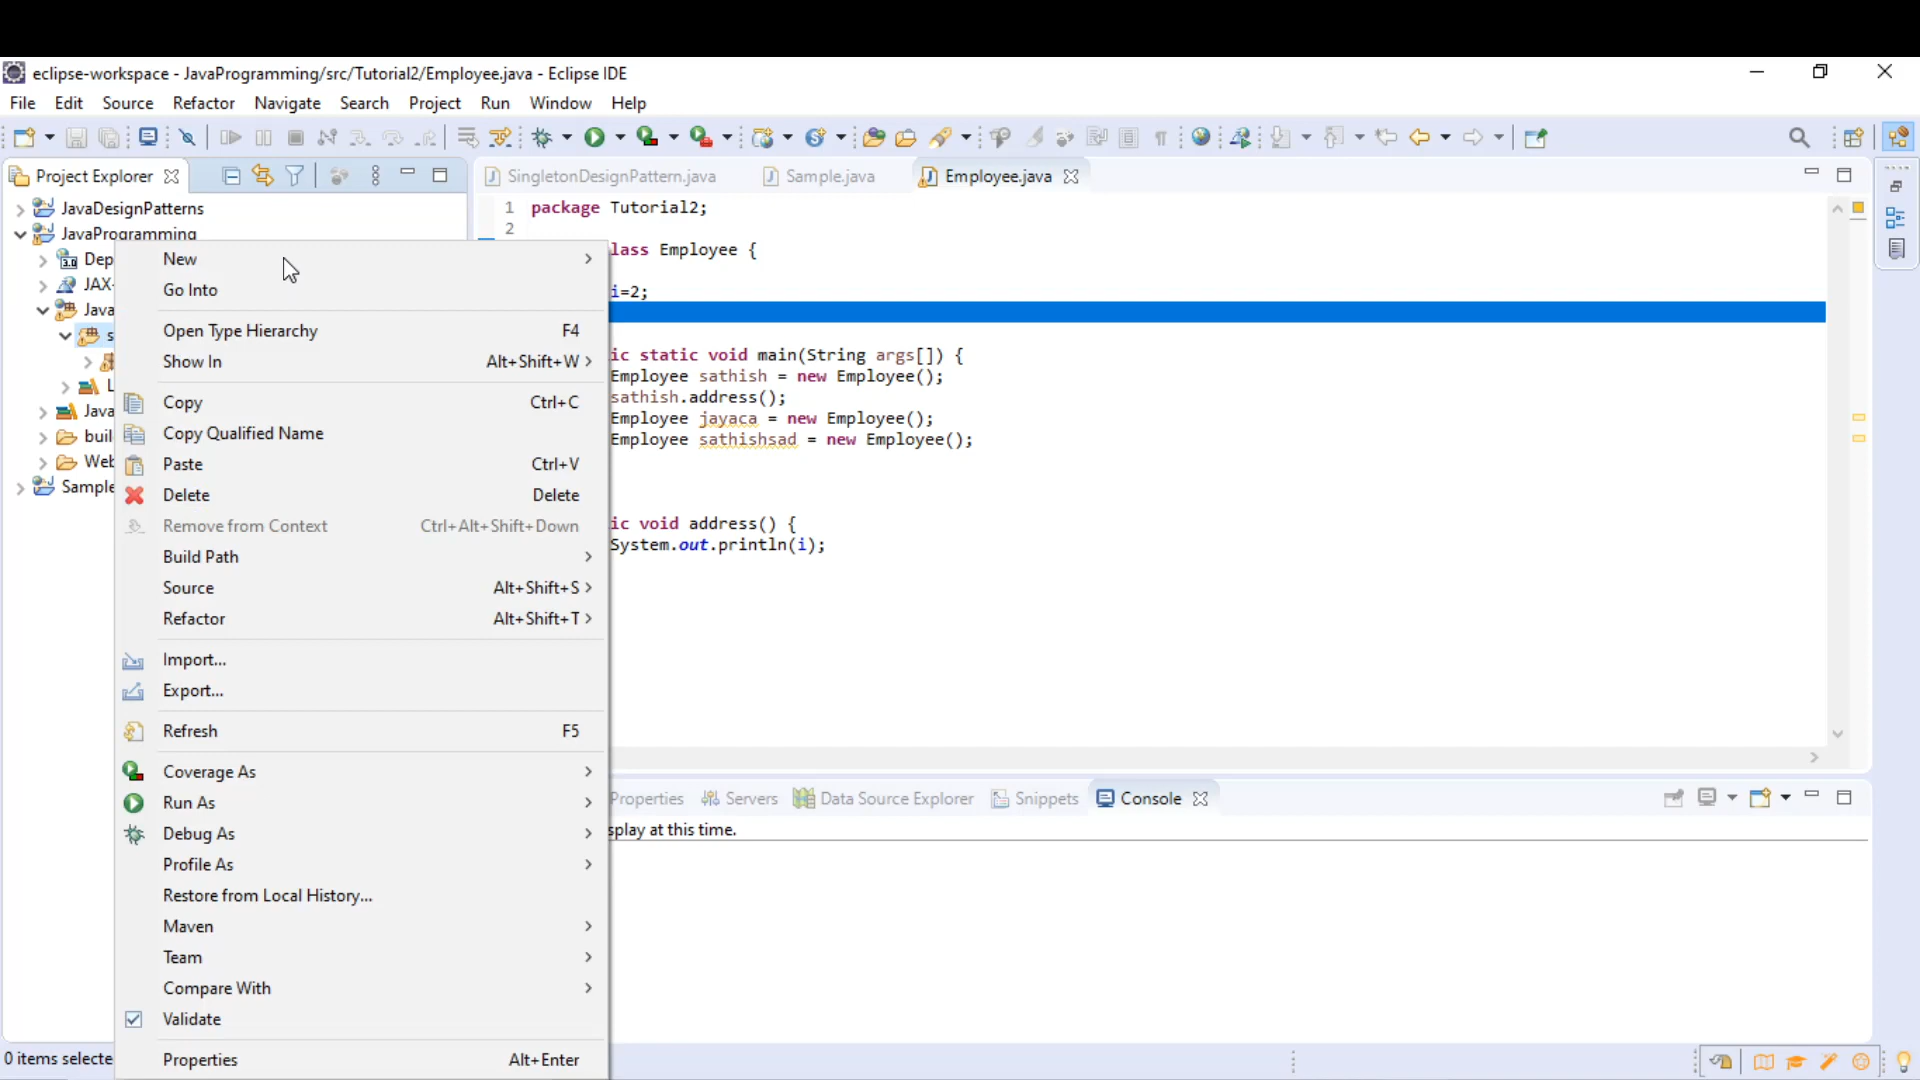 eclipse-workspace - JavaProgramming/src/Tutorial2/Employee.java - Eclipse IDE
File Edit Source Refactor Navigate Search Project Run Window Help
Project Explorer
SingletonDesignPattern.java Sample.java Employee.java
JavaDesignPatterns
JavaProgramming
Dep
JAX-
Java
s
L
Java
buil
Web
Sample
New
Go Into
Open Type Hierarchy F4
Show In Alt+Shift+W
Copy Ctrl+C
Copy Qualified Name
Paste Ctrl+V
Delete Delete
Remove from Context Ctrl+Alt+Shift+Down
Build Path
Source Alt+Shift+S
Refactor Alt+Shift+T
Import...
Export...
Refresh F5
Coverage As
Run As
Debug As
Profile As
Restore from Local History...
Maven
Team
Compare With
Validate
Properties Alt+Enter
1 package Tutorial2;
2
lass Employee {
i=2;
ic static void main(String args[]) {
Employee sathish = new Employee();
sathish.address();
Employee jayaca = new Employee();
Employee sathishsad = new Employee();
ic void address() {
System.out.println(i);
Properties Servers Data Source Explorer Snippets Console
splay at this time.
0 items selecte